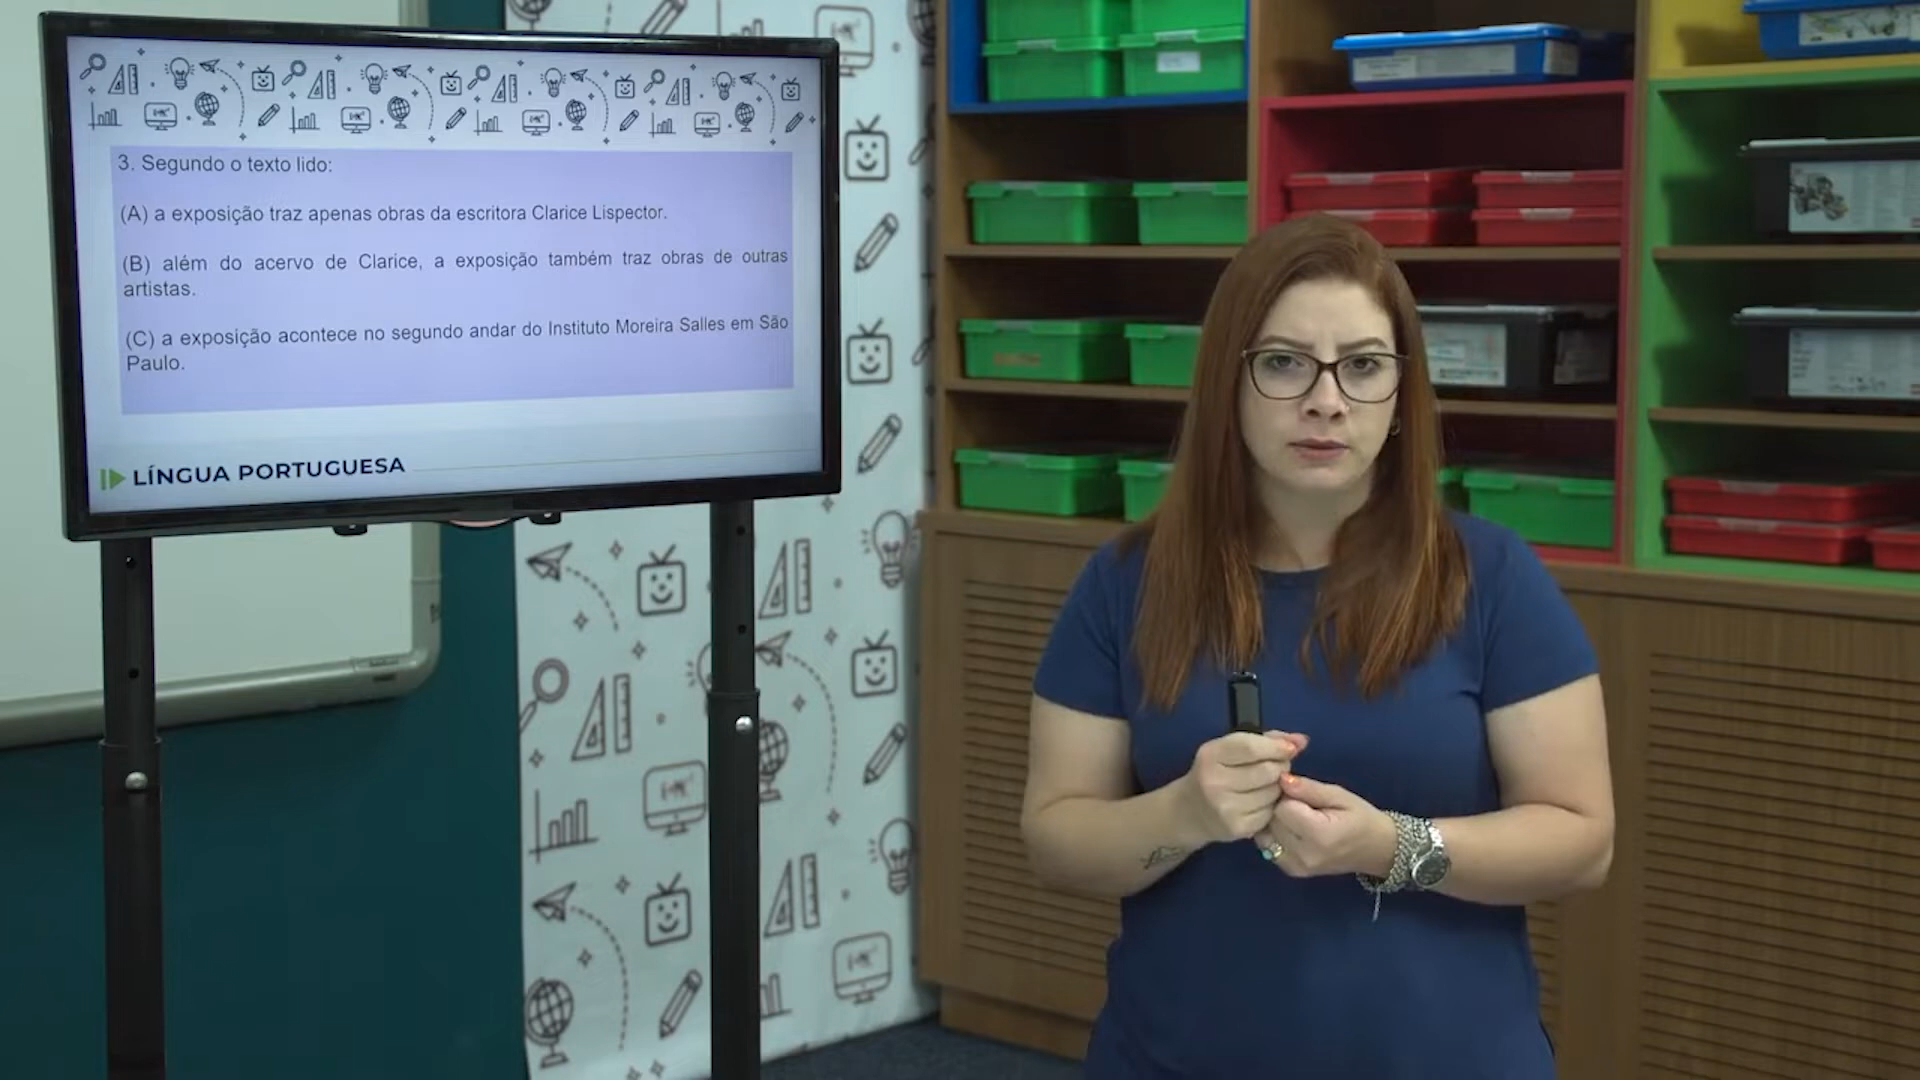 3. Segundo o texto lido:
(A) a exposição traz apenas obras da escritora Clarice Lispector.
(B) além do acervo de Clarice, a exposição também traz obras de outras
artistas.
(C) a exposição acontece no segundo andar do Instituto Moreira Salles em São
Paulo.
LÍNGUA PORTUGUESA